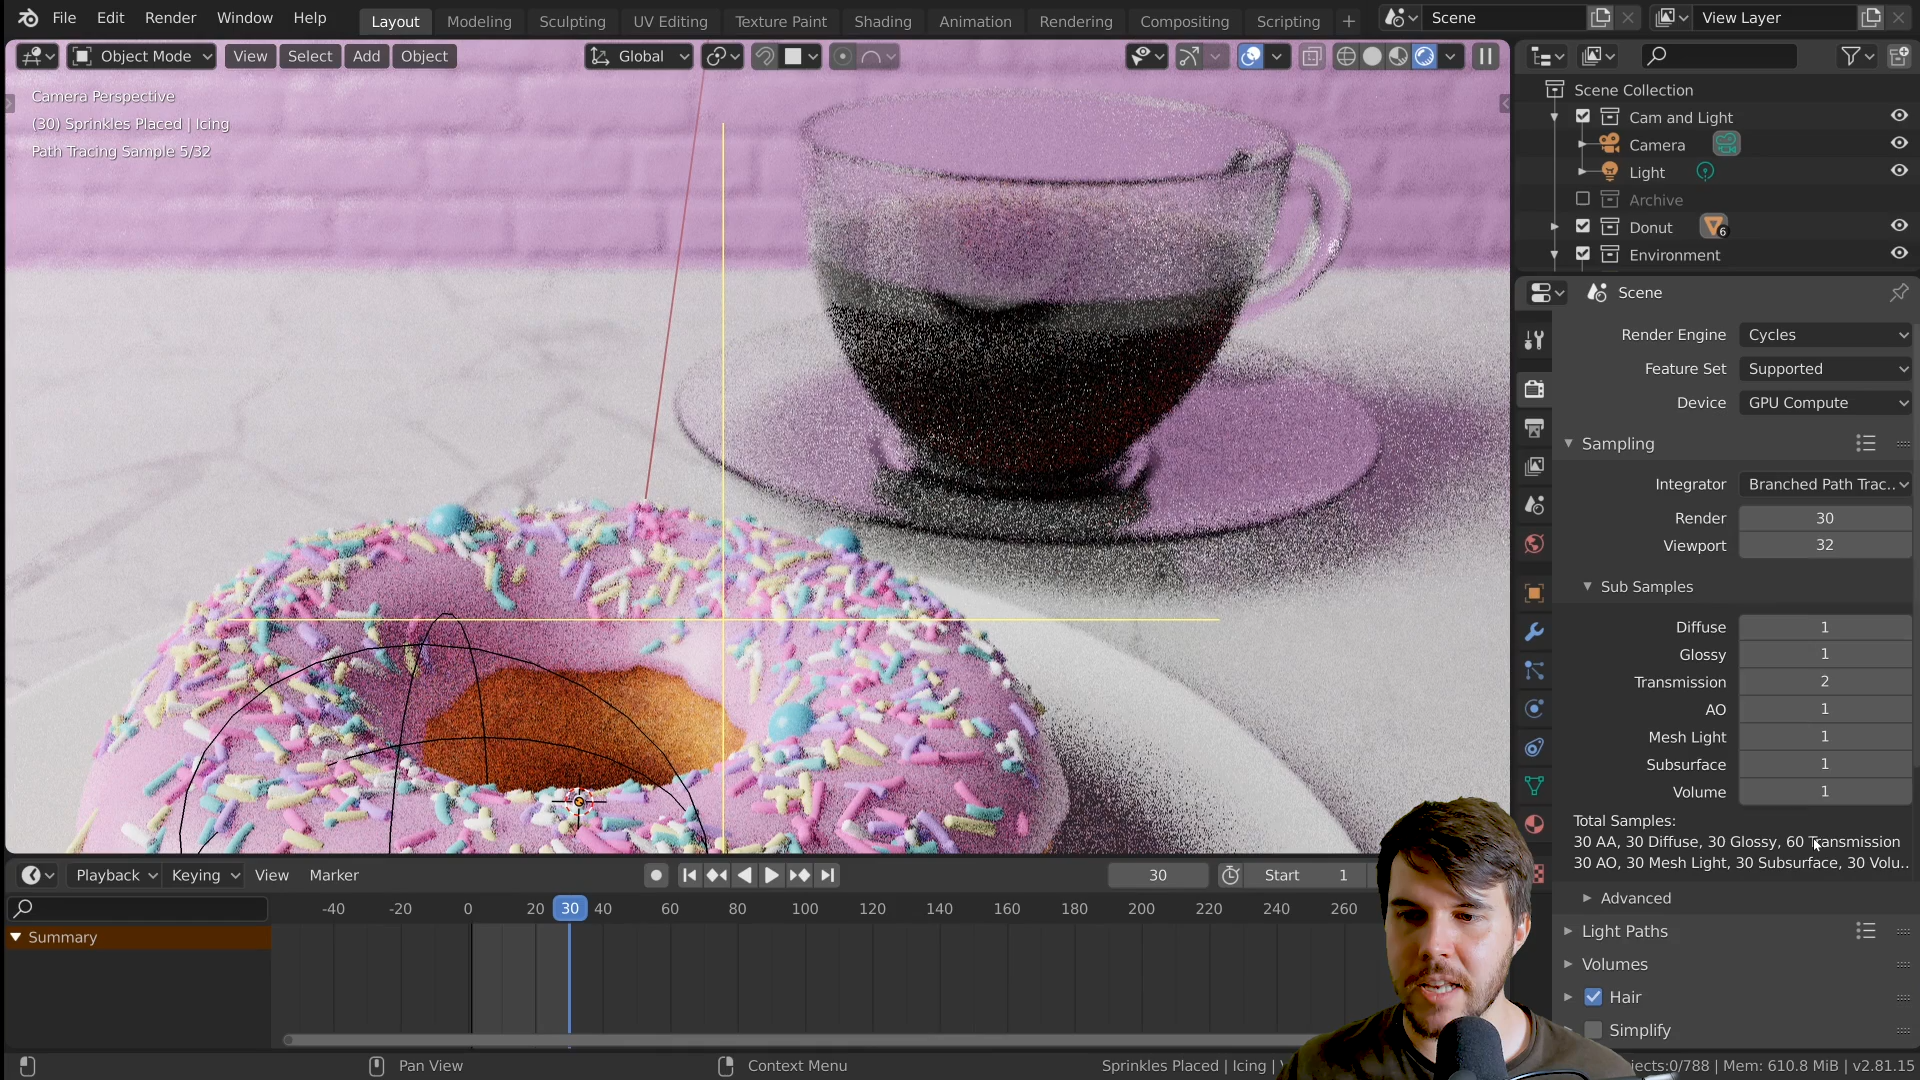 File Edit Render Window Help Layout Modeling Sculpting UV Editing Texture Paint Shading Animation Rendering Compositing Scripting + Scene View Layer
Object Mode View Select Add Object Global
Camera Perspective
(30) Sprinkles Placed | Icing
Path Tracing Sample 5/32
Scene Collection
Cam and Light
Camera
Light
Archive
Donut 6
Environment
Scene
Render Engine Cycles
Feature Set Supported
Device GPU Compute
Sampling
Integrator Branched Path Trac..
Render 30
Viewport 32
Sub Samples
Diffuse 1
Glossy 1
Transmission 2
AO 1
Mesh Light 1
Subsurface 1
Volume 1
Total Samples:
30 AA, 30 Diffuse, 30 Glossy, 60 Transmission
30 AO, 30 Mesh Light, 30 Subsurface, 30 Volu..
Advanced
Light Paths
Volumes
Hair
Simplify
Playback Keying View Marker 30 Start 1
-40 -20 0 20 30 40 60 80 100 120 140 160 180 200 220 240 260
Summary
Pan View Context Menu Sprinkles Placed | Icing | jects:0/788 | Mem: 610.8 MiB | v2.81.15